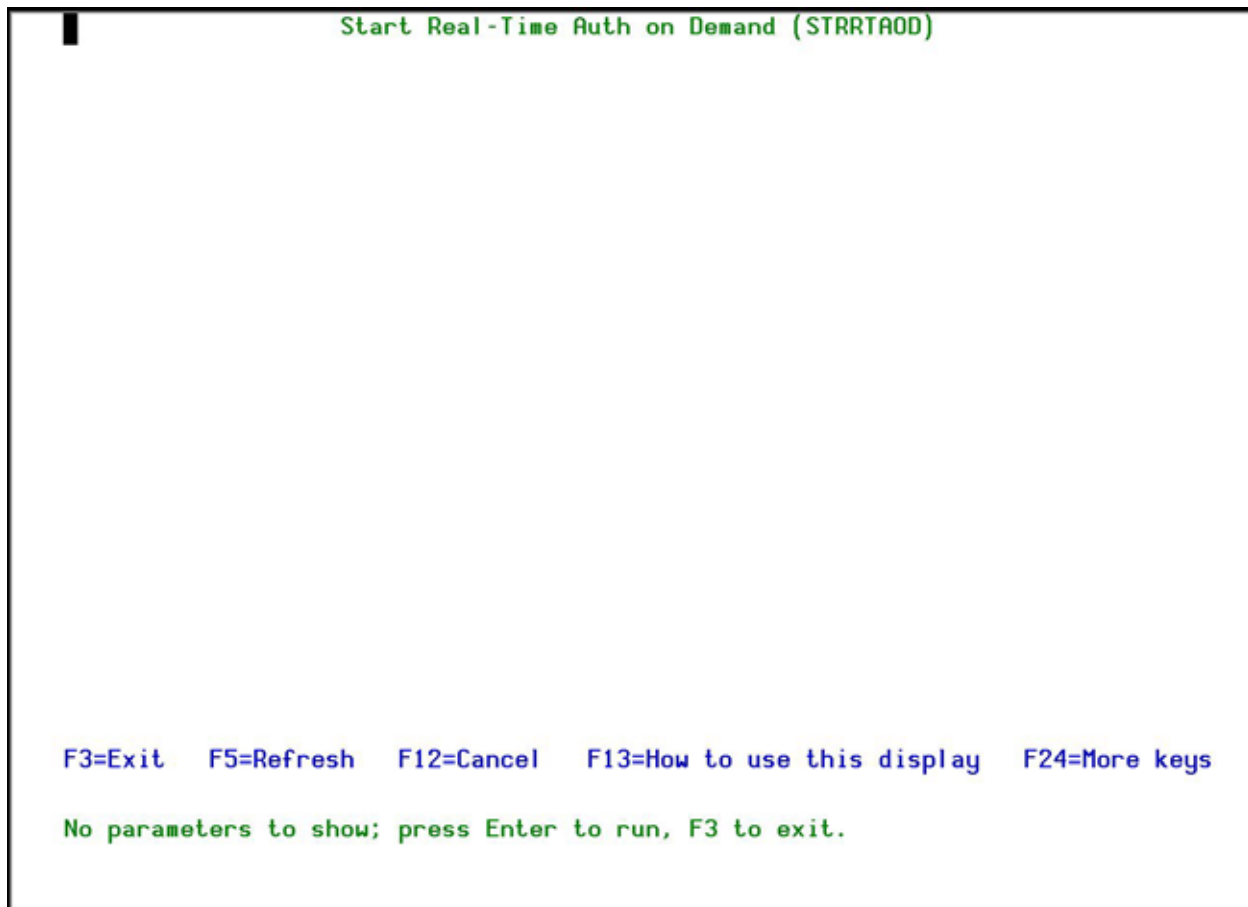 Start Real-Time Auth on Demand (STRRTAOD)
F3=Exit F5=Refresh F12=Cancel F13=How to use this display F24=More keys
No parameters to show; press Enter to run, F3 to exit.